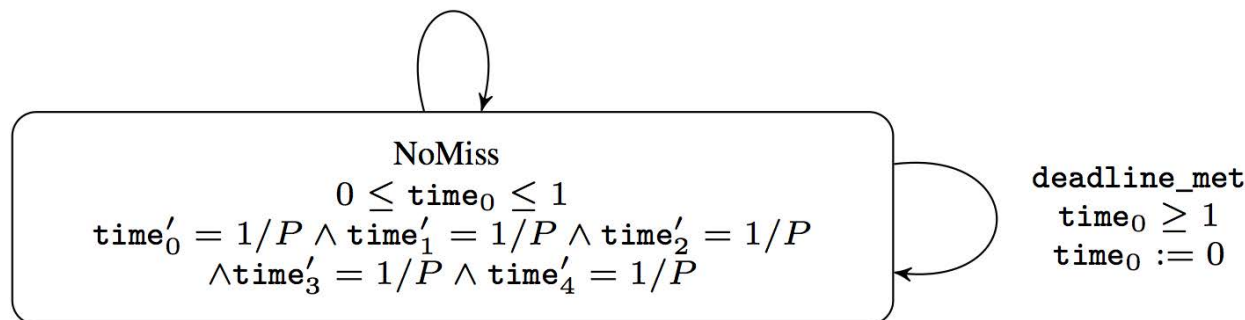 NoMiss
0 ≤ time₀ ≤ 1
time′₀ = 1/P ∧ time′₁ = 1/P ∧ time′₂ = 1/P
∧time′₃ = 1/P ∧ time′₄ = 1/P
deadline_met
time₀ ≥ 1
time₀ := 0